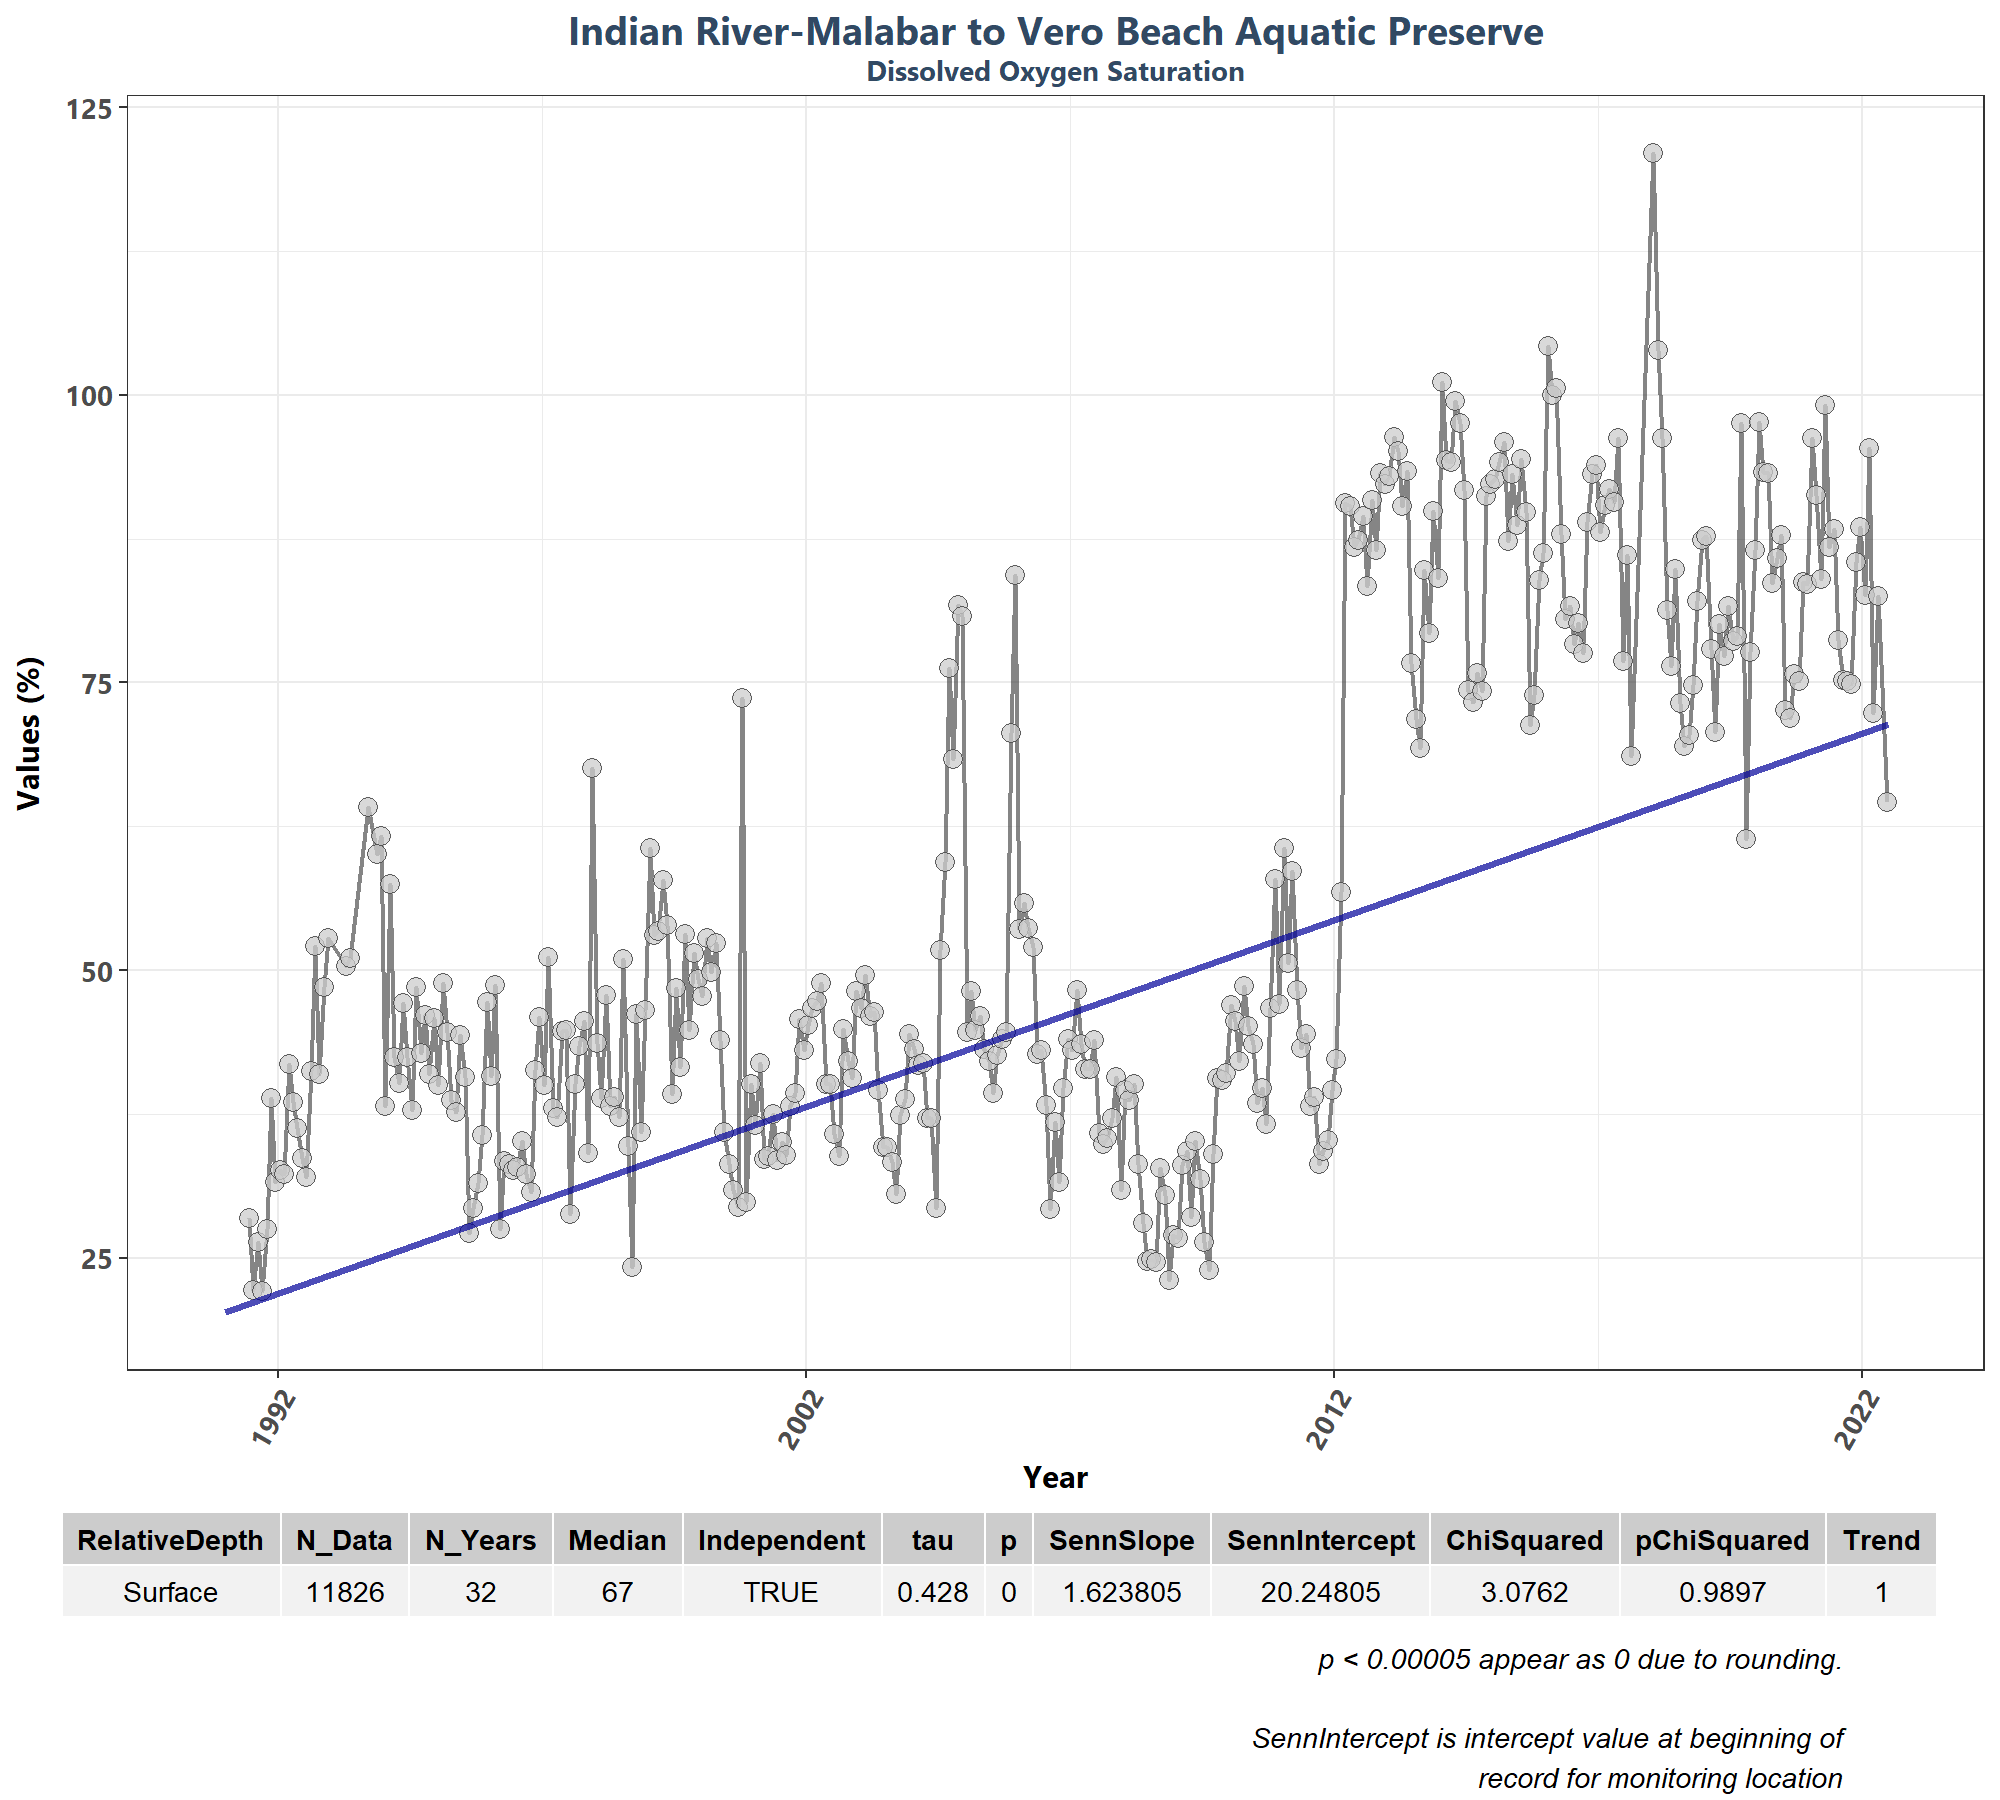 Indian River-Malabar to Vero Beach Aquatic Preserve
Dissolved Oxygen Saturation
125
100
75
50
25
Values (%)
1992 2002 2012 2022
Year
RelativeDepth N_Data N_Years Median Independent tau p SennSlope SennIntercept ChiSquared pChiSquared Trend
Surface 11826 32 67 TRUE 0.428 0 1.623805 20.24805 3.0762 0.9897 1
p < 0.00005 appear as 0 due to rounding.
SennIntercept is intercept value at beginning of
record for monitoring location